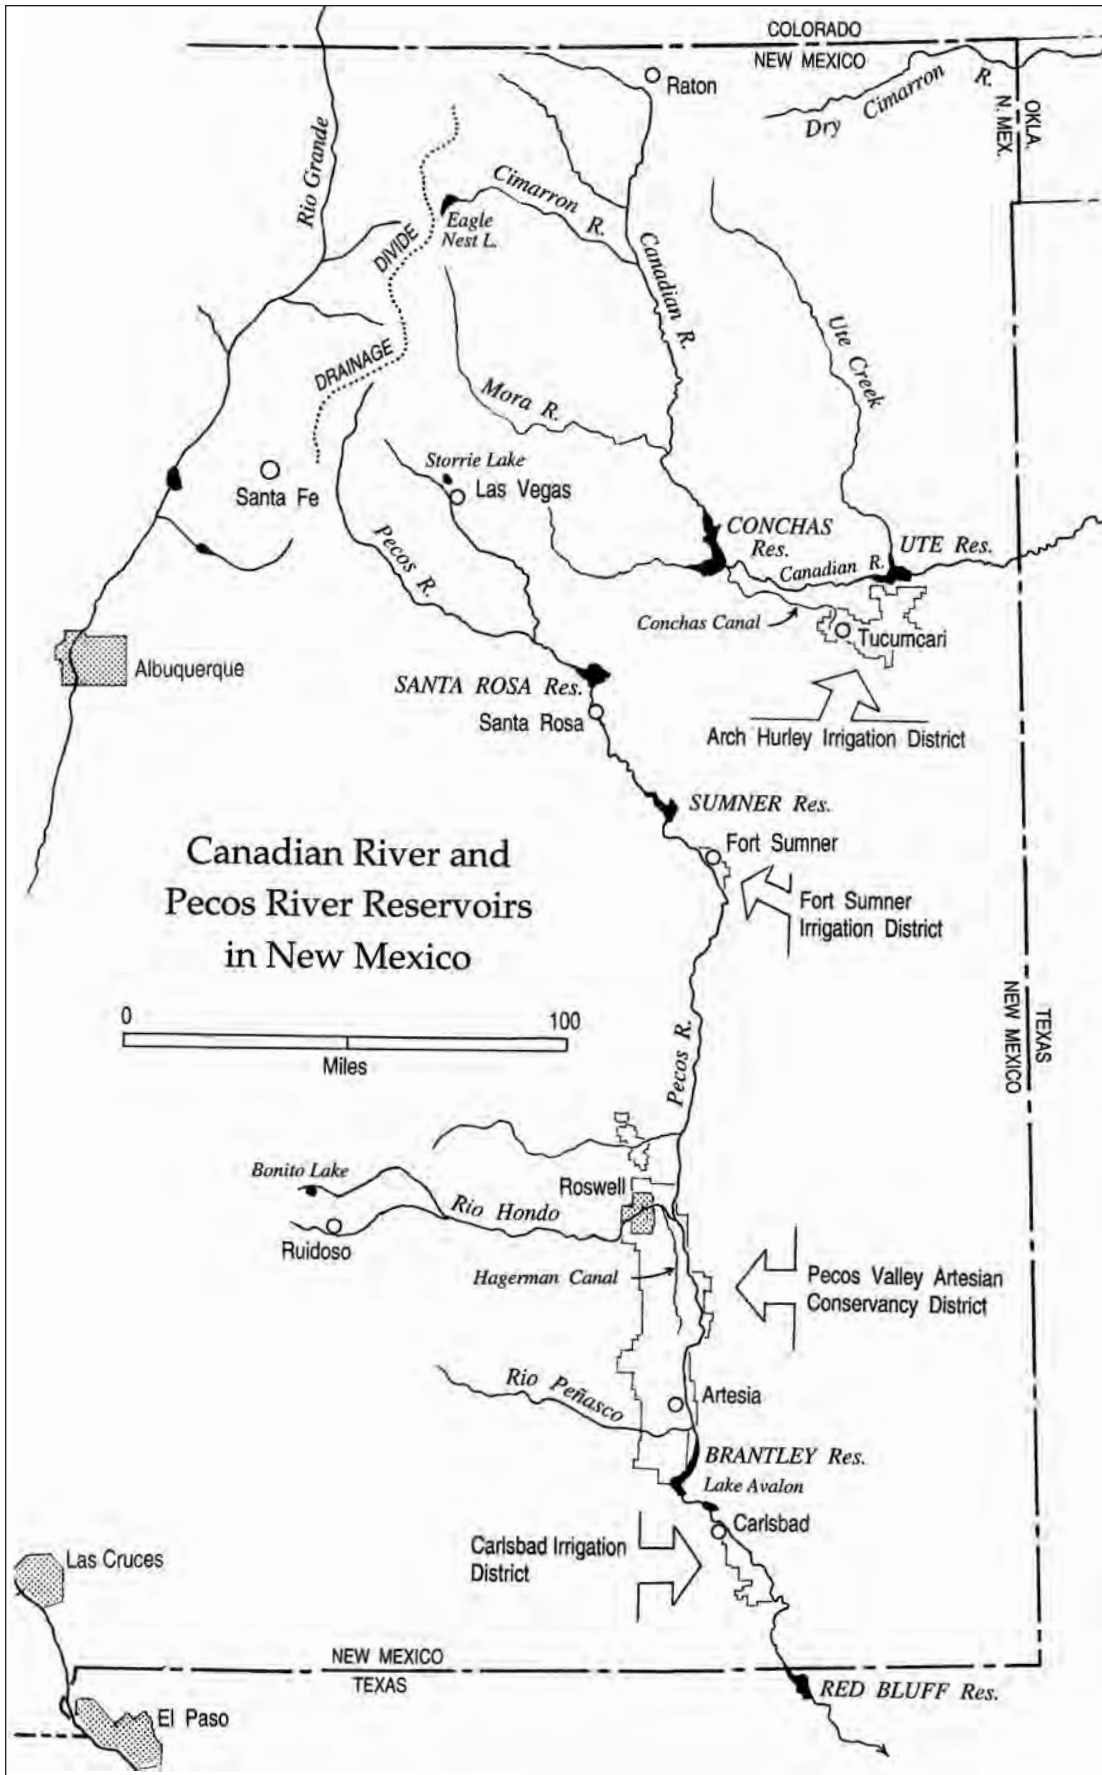 COLORADO
NEW MEXICO
Raton
Dry Cimarron R.
OKLA.
N. MEX.
Rio Grande
Cimarron R.
Eagle
Nest L.
DIVIDE
DRAINAGE
Canadian R.
Ute Creek
Mora R.
Storrie Lake
Las Vegas
Santa Fe
Pecos R.
CONCHAS
Res.
UTE Res.
Canadian R.
Conchas Canal
Tucumcari
Albuquerque
SANTA ROSA Res.
Santa Rosa
Arch Hurley Irrigation District
SUMNER Res.
Fort Sumner
Canadian River and
Pecos River Reservoirs
in New Mexico
Fort Sumner
Irrigation District
0
100
Miles
Pecos R.
TEXAS
NEW MEXICO
Bonito Lake
Roswell
Rio Hondo
Ruidoso
Hagerman Canal
Pecos Valley Artesian
Conservancy District
Rio Peñasco
Artesia
BRANTLEY Res.
Lake Avalon
Carlsbad
Carlsbad Irrigation
District
Las Cruces
NEW MEXICO
TEXAS
RED BLUFF Res.
El Paso